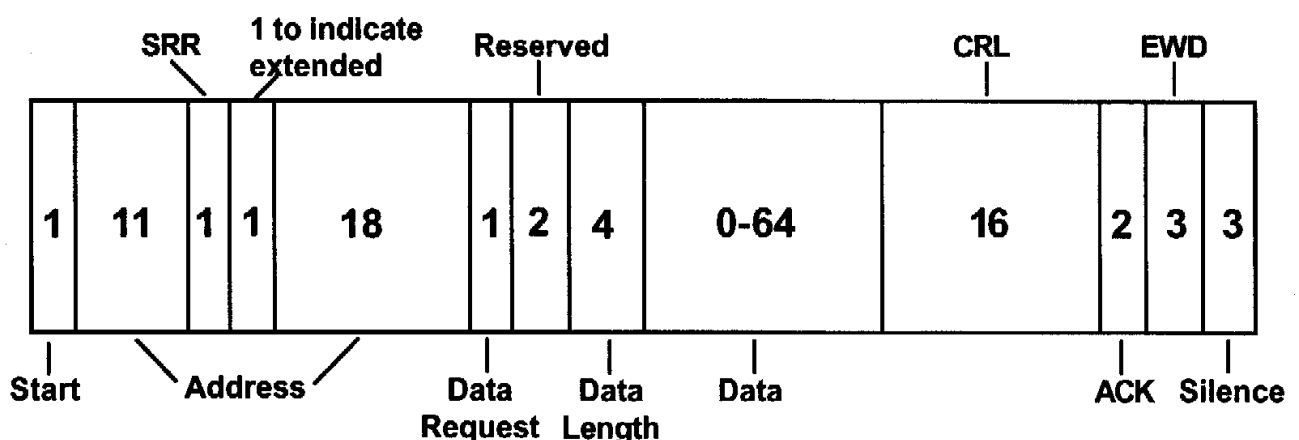 SRR
1 to indicate
extended
Reserved
CRL
EWD
1 11 1 1 18 1 2 4 0-64 16 2 3 3
Start
Address
Data
Request
Data
Length
Data
ACK
Silence